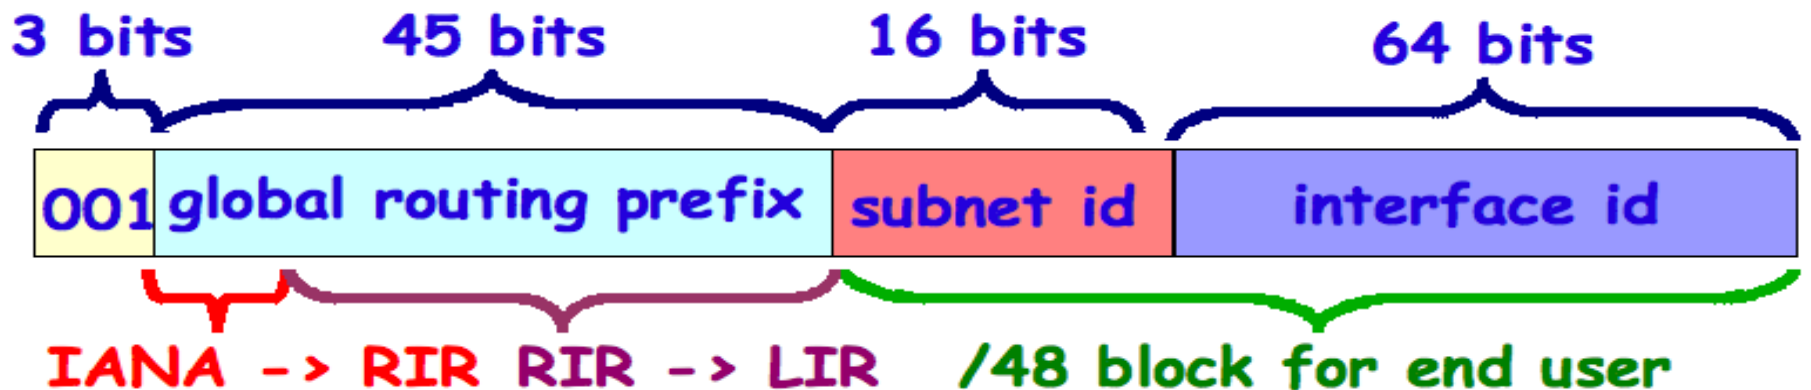 3 bits 45 bits 16 bits 64 bits
001 global routing prefix subnet id interface id
IANA -> RIR RIR -> LIR /48 block for end user